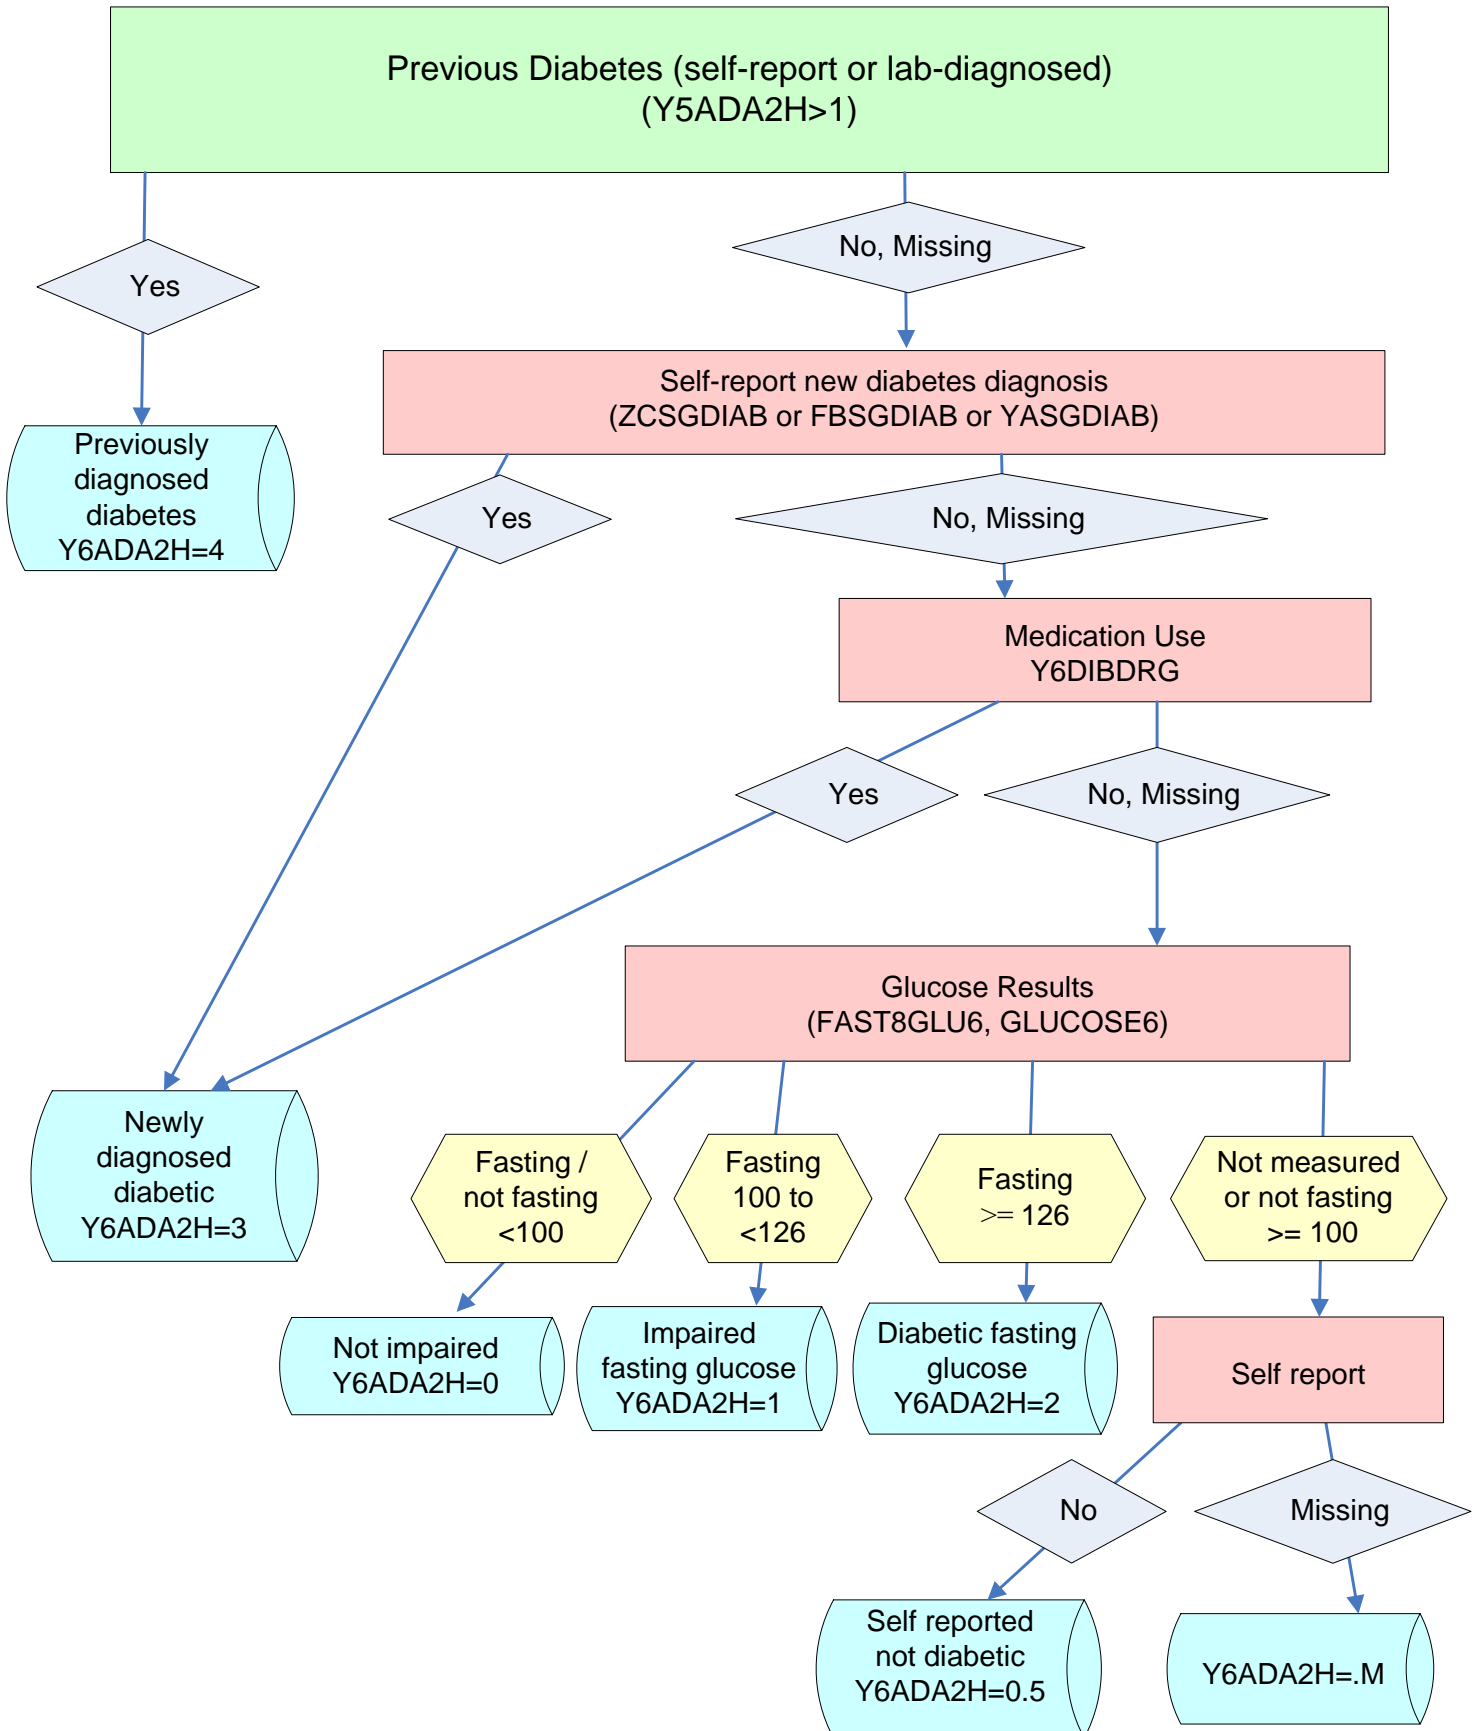 Previous Diabetes (self-report or lab-diagnosed)
(Y5ADA2H>1)
Yes
No, Missing
Previously
diagnosed
diabetes
Y6ADA2H=4
Self-report new diabetes diagnosis
(ZCSGDIAB or FBSGDIAB or YASGDIAB)
Yes
No, Missing
Medication Use
Y6DIBDRG
Yes
No, Missing
Glucose Results
(FAST8GLU6, GLUCOSE6)
Newly
diagnosed
diabetic
Y6ADA2H=3
Fasting /
not fasting
<100
Fasting
100 to
<126
Fasting
>= 126
Not measured
or not fasting
>= 100
Not impaired
Y6ADA2H=0
Impaired
fasting glucose
Y6ADA2H=1
Diabetic fasting
glucose
Y6ADA2H=2
Self report
No
Missing
Self reported
not diabetic
Y6ADA2H=0.5
Y6ADA2H=.M